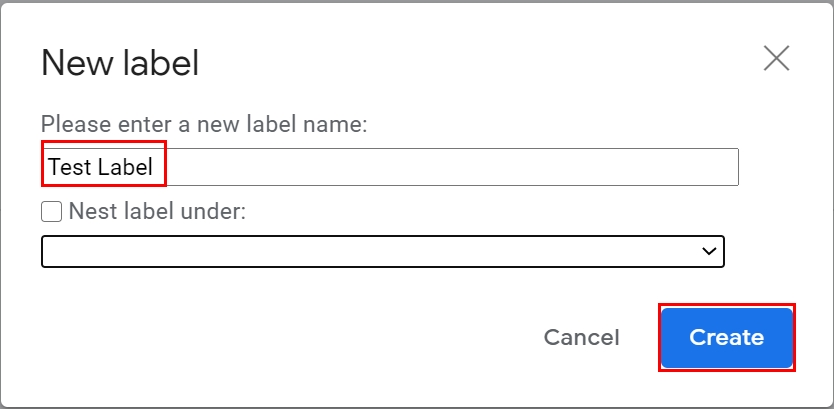 New label
Please enter a new label name:
Test Label
Nest label under:
Cancel
Create